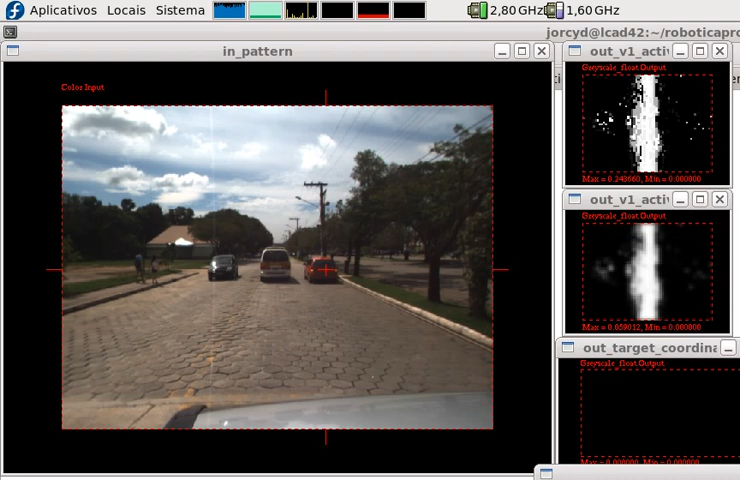 Aplicativos Locais Sistema 2,80 GHz 1,60 GHz
jorcyd@lcad42:~/roboticapro
in_pattern
Color Input
out_v1_activ
Greyscale_float Output
Max = 0.243660, Min = 0.000000
out_v1_activ
Greyscale_float Output
Max = 0.059012, Min = 0.000000
out_target_coordina
Greyscale_float Output
Max = 0.000000, Min = 0.000000